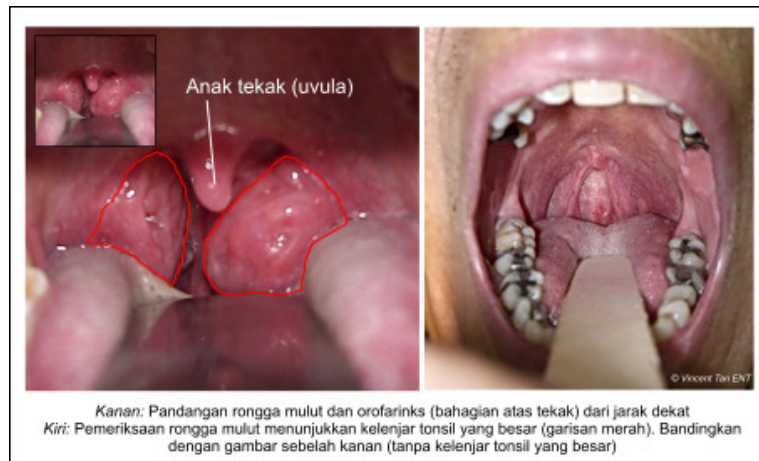 Anak tekak (uvula)
© Vincent Tan ENT
Kanan: Pandangan rongga mulut dan orofarinks (bahagian atas tekak) dari jarak dekat
Kiri: Pemeriksaan rongga mulut menunjukkan kelenjar tonsil yang besar (garisan merah). Bandingkan
dengan gambar sebelah kanan (tanpa kelenjar tonsil yang besar)